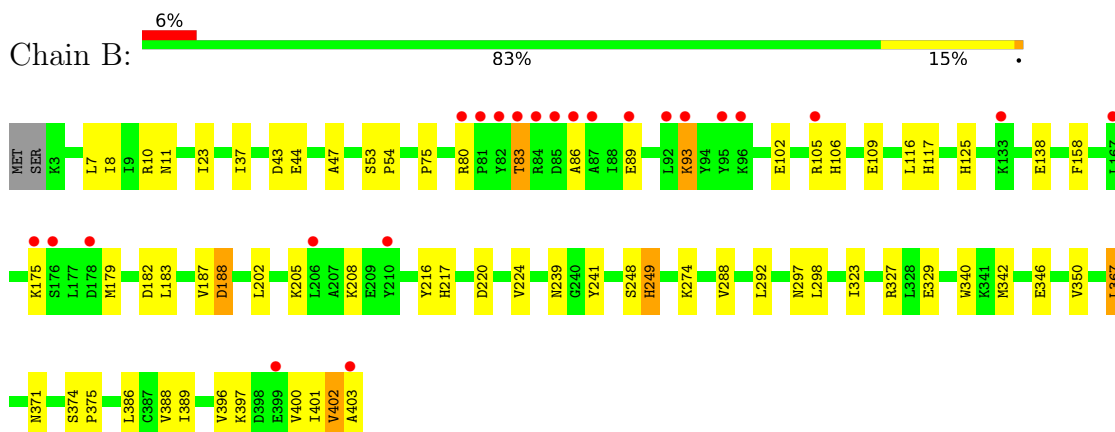 6%
Chain B:
83% 15% •
MET SER K3 L7 I8 I9 R10 N11 I23 I37 D43 E44 A47 S53 P54 P75 R80 P81 Y82 T83 R84 D85 A86 A87 I88 E89 L92 K93 Y94 Y95 K96 E102 R105 H106 E109 L116 H117 H125 K133 E138 F158 L167
K175 S176 L177 D178 M179 D182 L183 V187 D188 L202 K205 L206 A207 K208 E209 Y210 Y216 H217 D220 V224 N239 G240 Y241 S248 H249 K274 V288 L292 N297 L298 I323 R327 L328 E329 W340 K341 M342 E346 V350 L367
N371 S374 P375 L386 C387 V388 I389 V396 K397 D398 E399 V400 I401 V402 A403